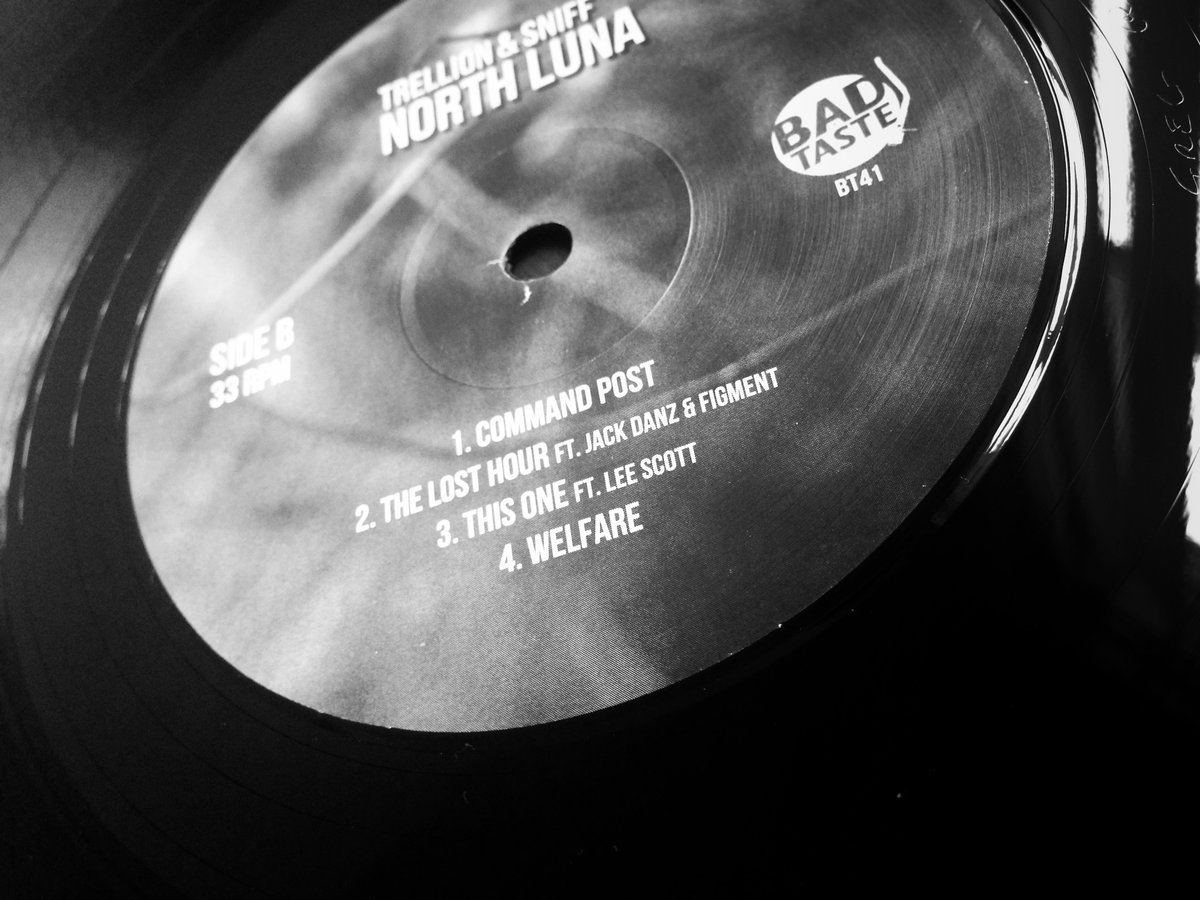 TRELLION & SNIFF
NORTH LUNA
BAD
TASTE
BT41
SIDE B
33 RPM
1. COMMAND POST
2. THE LOST HOUR FT. JACK DANZ & FIGMENT
3. THIS ONE FT. LEE SCOTT
4. WELFARE